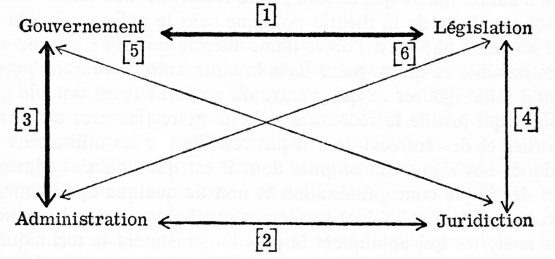 [1]
Gouvernement Législation
[5] [6]
[3] [4]
Administration Juridiction
[2]